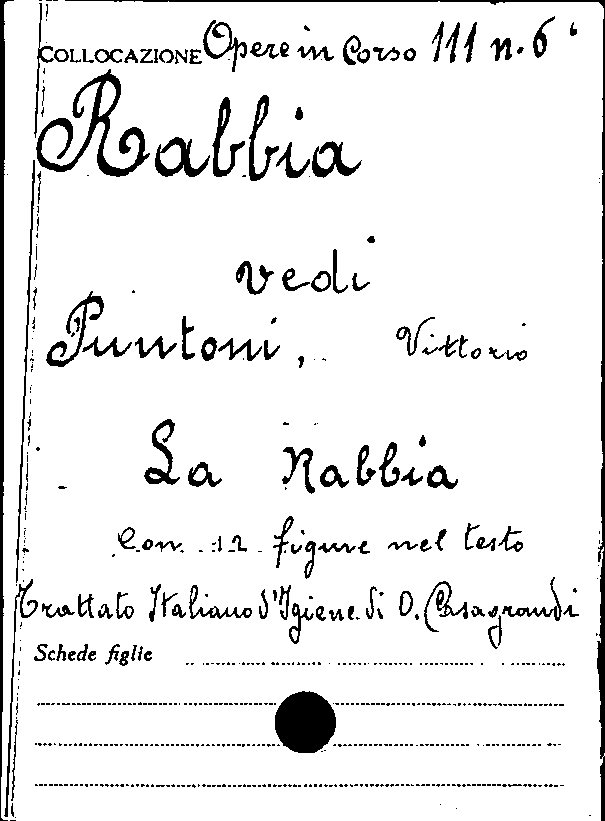 COLLOCAZIONE Opere in Corso 111 n. 6
Rabbia
vedi
Puntoni, Vittorio
La Rabbia
Con 12 figure nel testo
Trattato Italiano d'Igiene di O. Casagrandi
Schede figlie